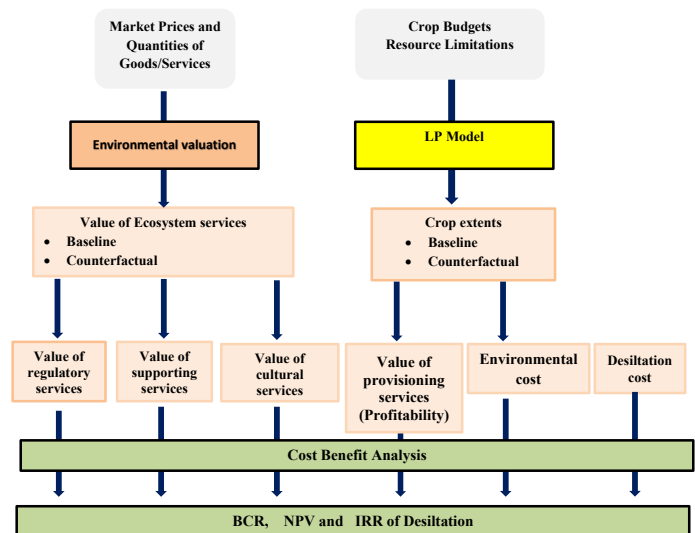 Market Prices and
Quantities of
Goods/Services
Crop Budgets
Resource Limitations
Environmental valuation
LP Model
Value of Ecosystem services
• Baseline
• Counterfactual
Crop extents
• Baseline
• Counterfactual
Value of
regulatory
services
Value of
supporting
services
Value of
cultural
services
Value of
provisioning
services
(Profitability)
Environmental
cost
Desiltation
cost
Cost Benefit Analysis
BCR, NPV and IRR of Desiltation